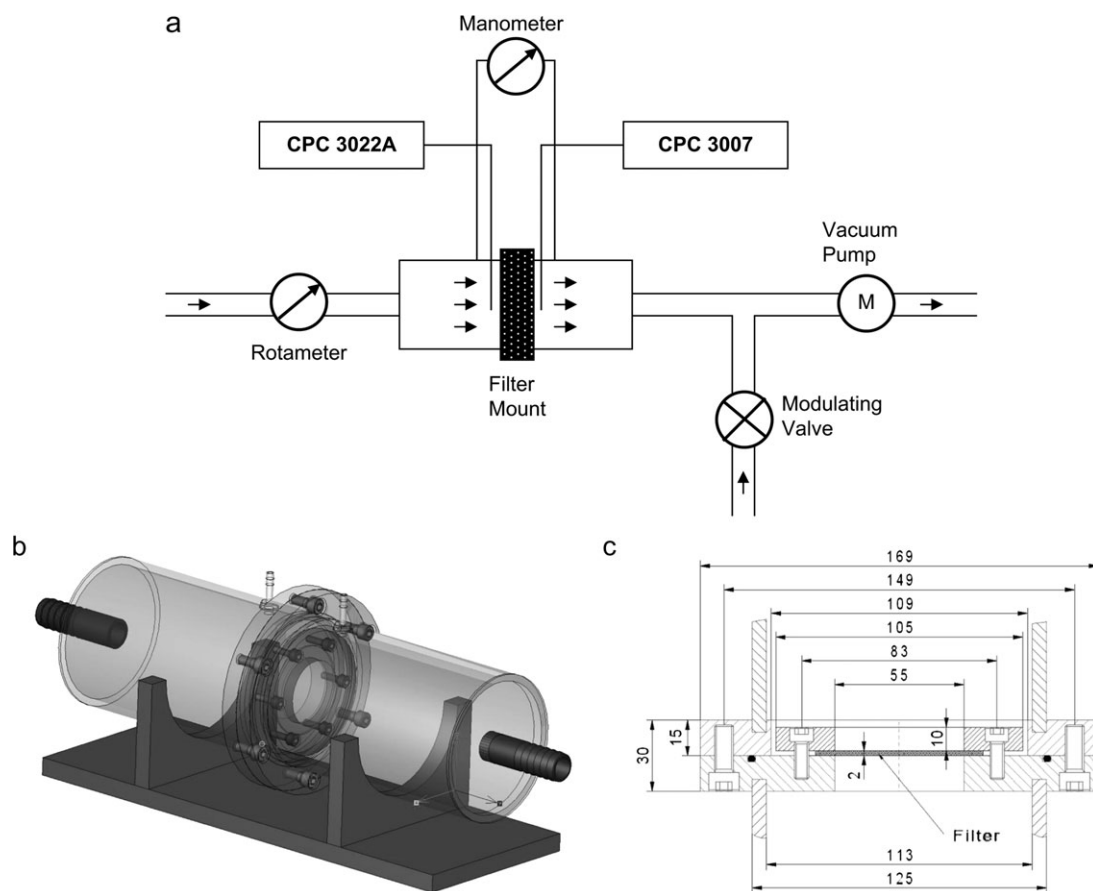 a
Manometer
CPC 3022A
CPC 3007
Vacuum
Pump
M
Rotameter
Filter
Mount
Modulating
Valve
b
c
169
149
109
105
83
55
30
15
10
2
Filter
113
125